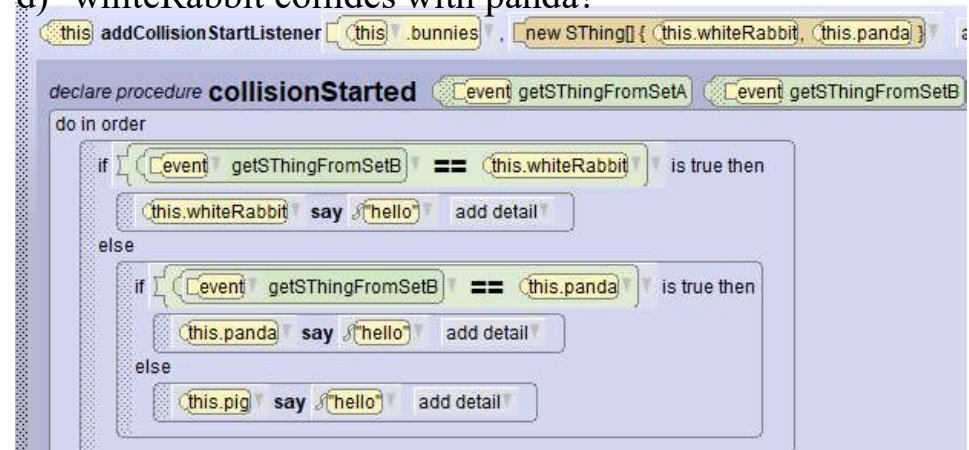 d) whiteRabbit collides with panda?
this addCollisionStartListener this .bunnies , new SThing[] { this.whiteRabbit, this.panda }
declare procedure collisionStarted event getSThingFromSetA event getSThingFromSetB
do in order
if event getSThingFromSetB == this.whiteRabbit is true then
this.whiteRabbit say "hello" add detail
else
if event getSThingFromSetB == this.panda is true then
this.panda say "hello" add detail
else
this.pig say "hello" add detail